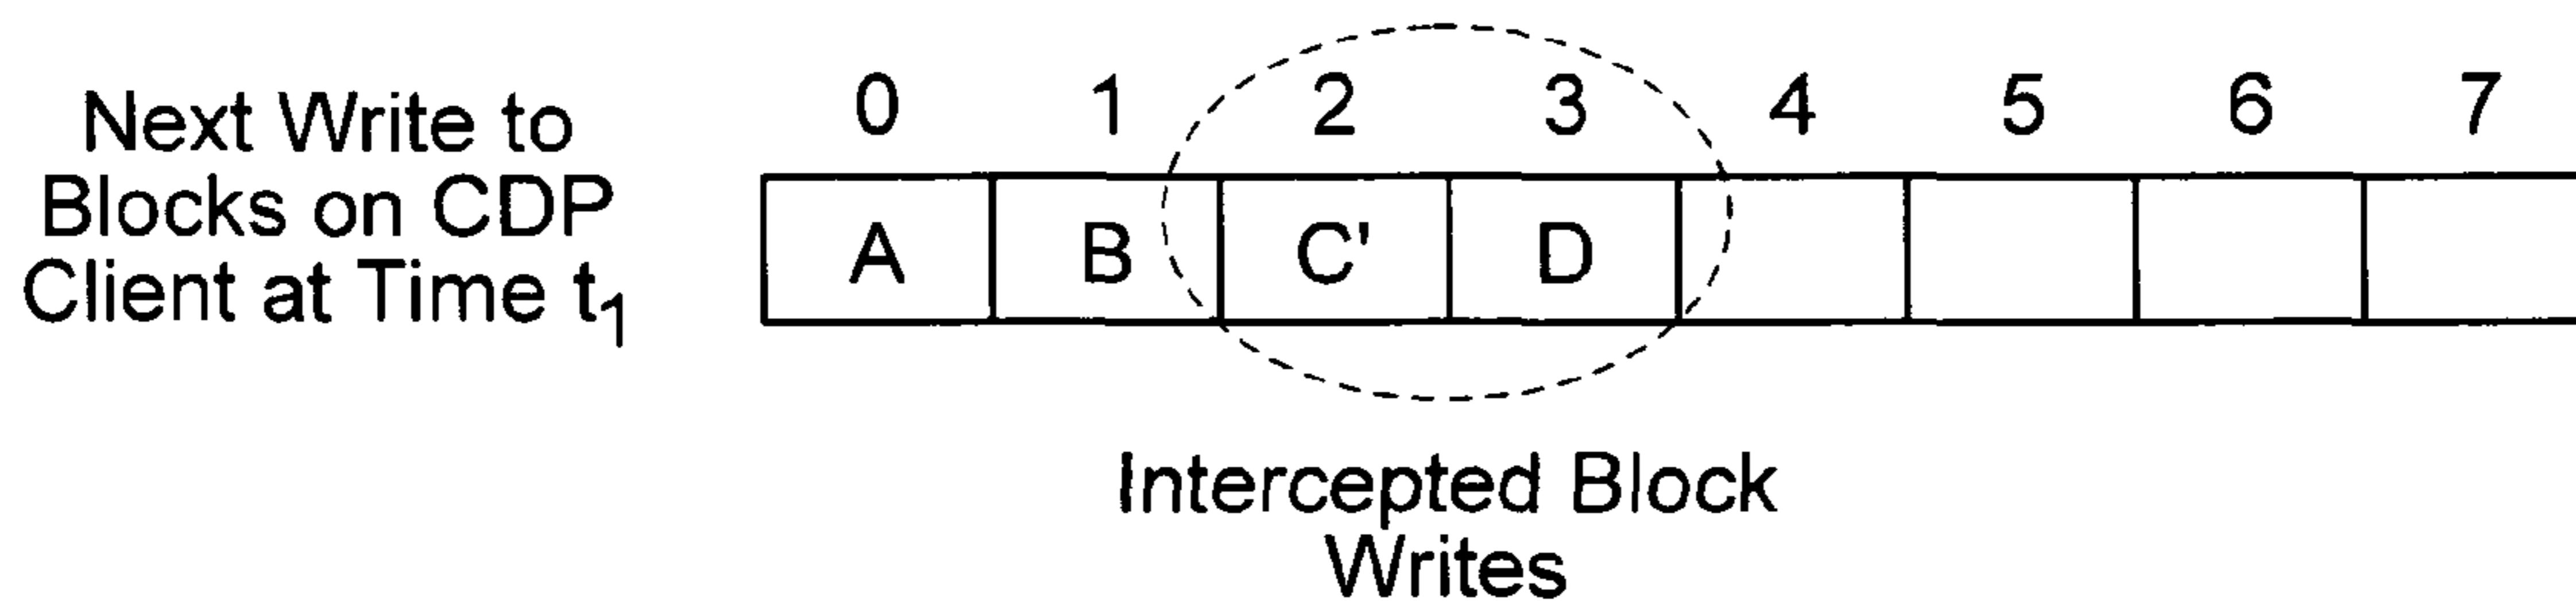 Next Write to
Blocks on CDP
Client at Time t₁
0 1 2 3 4 5 6 7
A B C' D
Intercepted Block
Writes